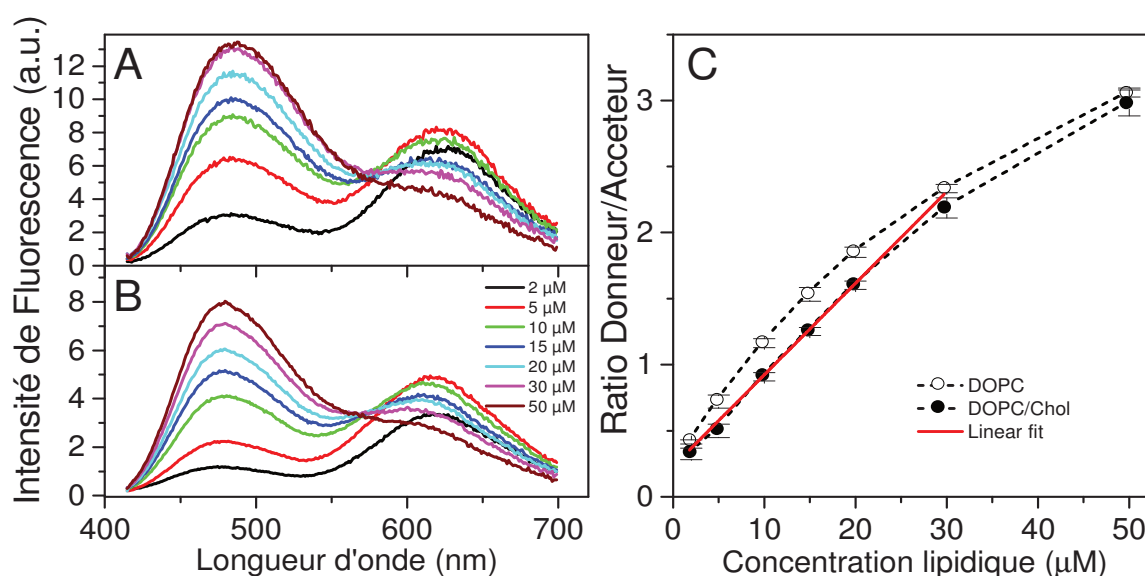 A
B
C
Intensité de Fluorescence (a.u.)
12
10
8
6
4
2
0
8
6
4
2
0
2 µM
5 µM
10 µM
15 µM
20 µM
30 µM
50 µM
400 500 600 700
Longueur d'onde (nm)
Ratio Donneur/Acceteur
3
2
1
0
DOPC
DOPC/Chol
Linear fit
0 10 20 30 40 50
Concentration lipidique (µM)